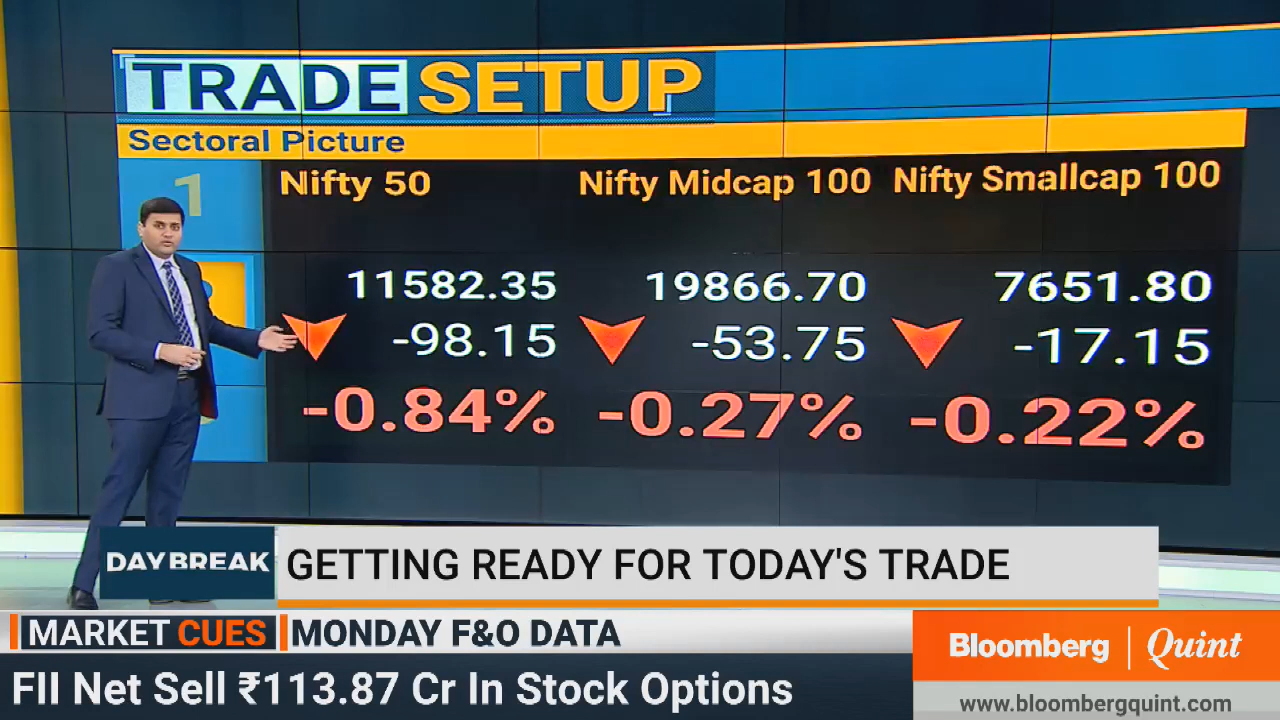 TRADE SETUP
Sectoral Picture
1
Nifty 50 Nifty Midcap 100 Nifty Smallcap 100
11582.35 19866.70 7651.80
-98.15 -53.75 -17.15
-0.84% -0.27% -0.22%
DAYBREAK GETTING READY FOR TODAY'S TRADE
MARKET CUES MONDAY F&O DATA
FII Net Sell ₹113.87 Cr In Stock Options
Bloomberg | Quint
www.bloombergquint.com